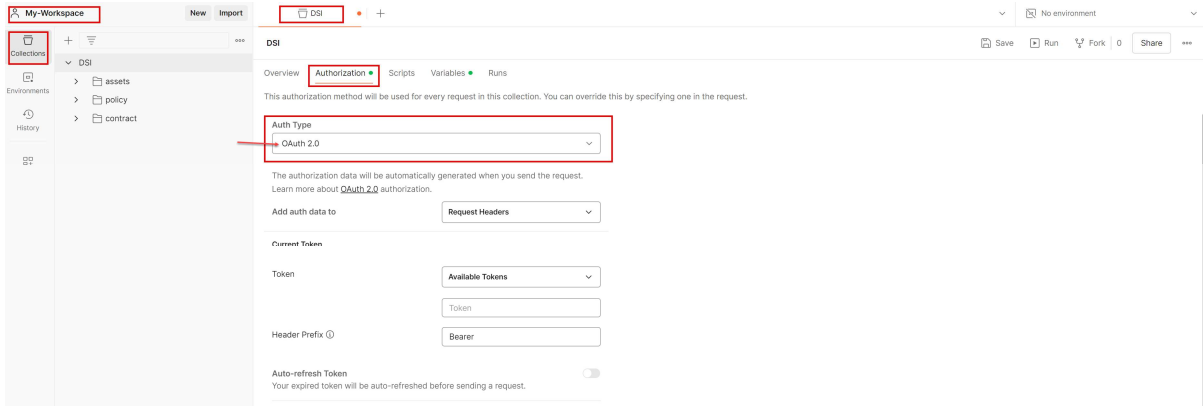 My-Workspace
New Import
DSI
No environment
Collections
DSI
assets
policy
contract
Environments
History
DSI
Save Run Fork 0 Share
Overview Authorization Scripts Variables Runs
This authorization method will be used for every request in this collection. You can override this by specifying one in the request.
Auth Type
OAuth 2.0
The authorization data will be automatically generated when you send the request.
Learn more about OAuth 2.0 authorization.
Add auth data to
Request Headers
Current Token
Token
Available Tokens
Token
Header Prefix
Bearer
Auto-refresh Token
Your expired token will be auto-refreshed before sending a request.